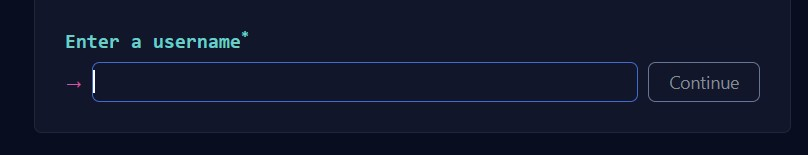 Enter a username*
→ Continue